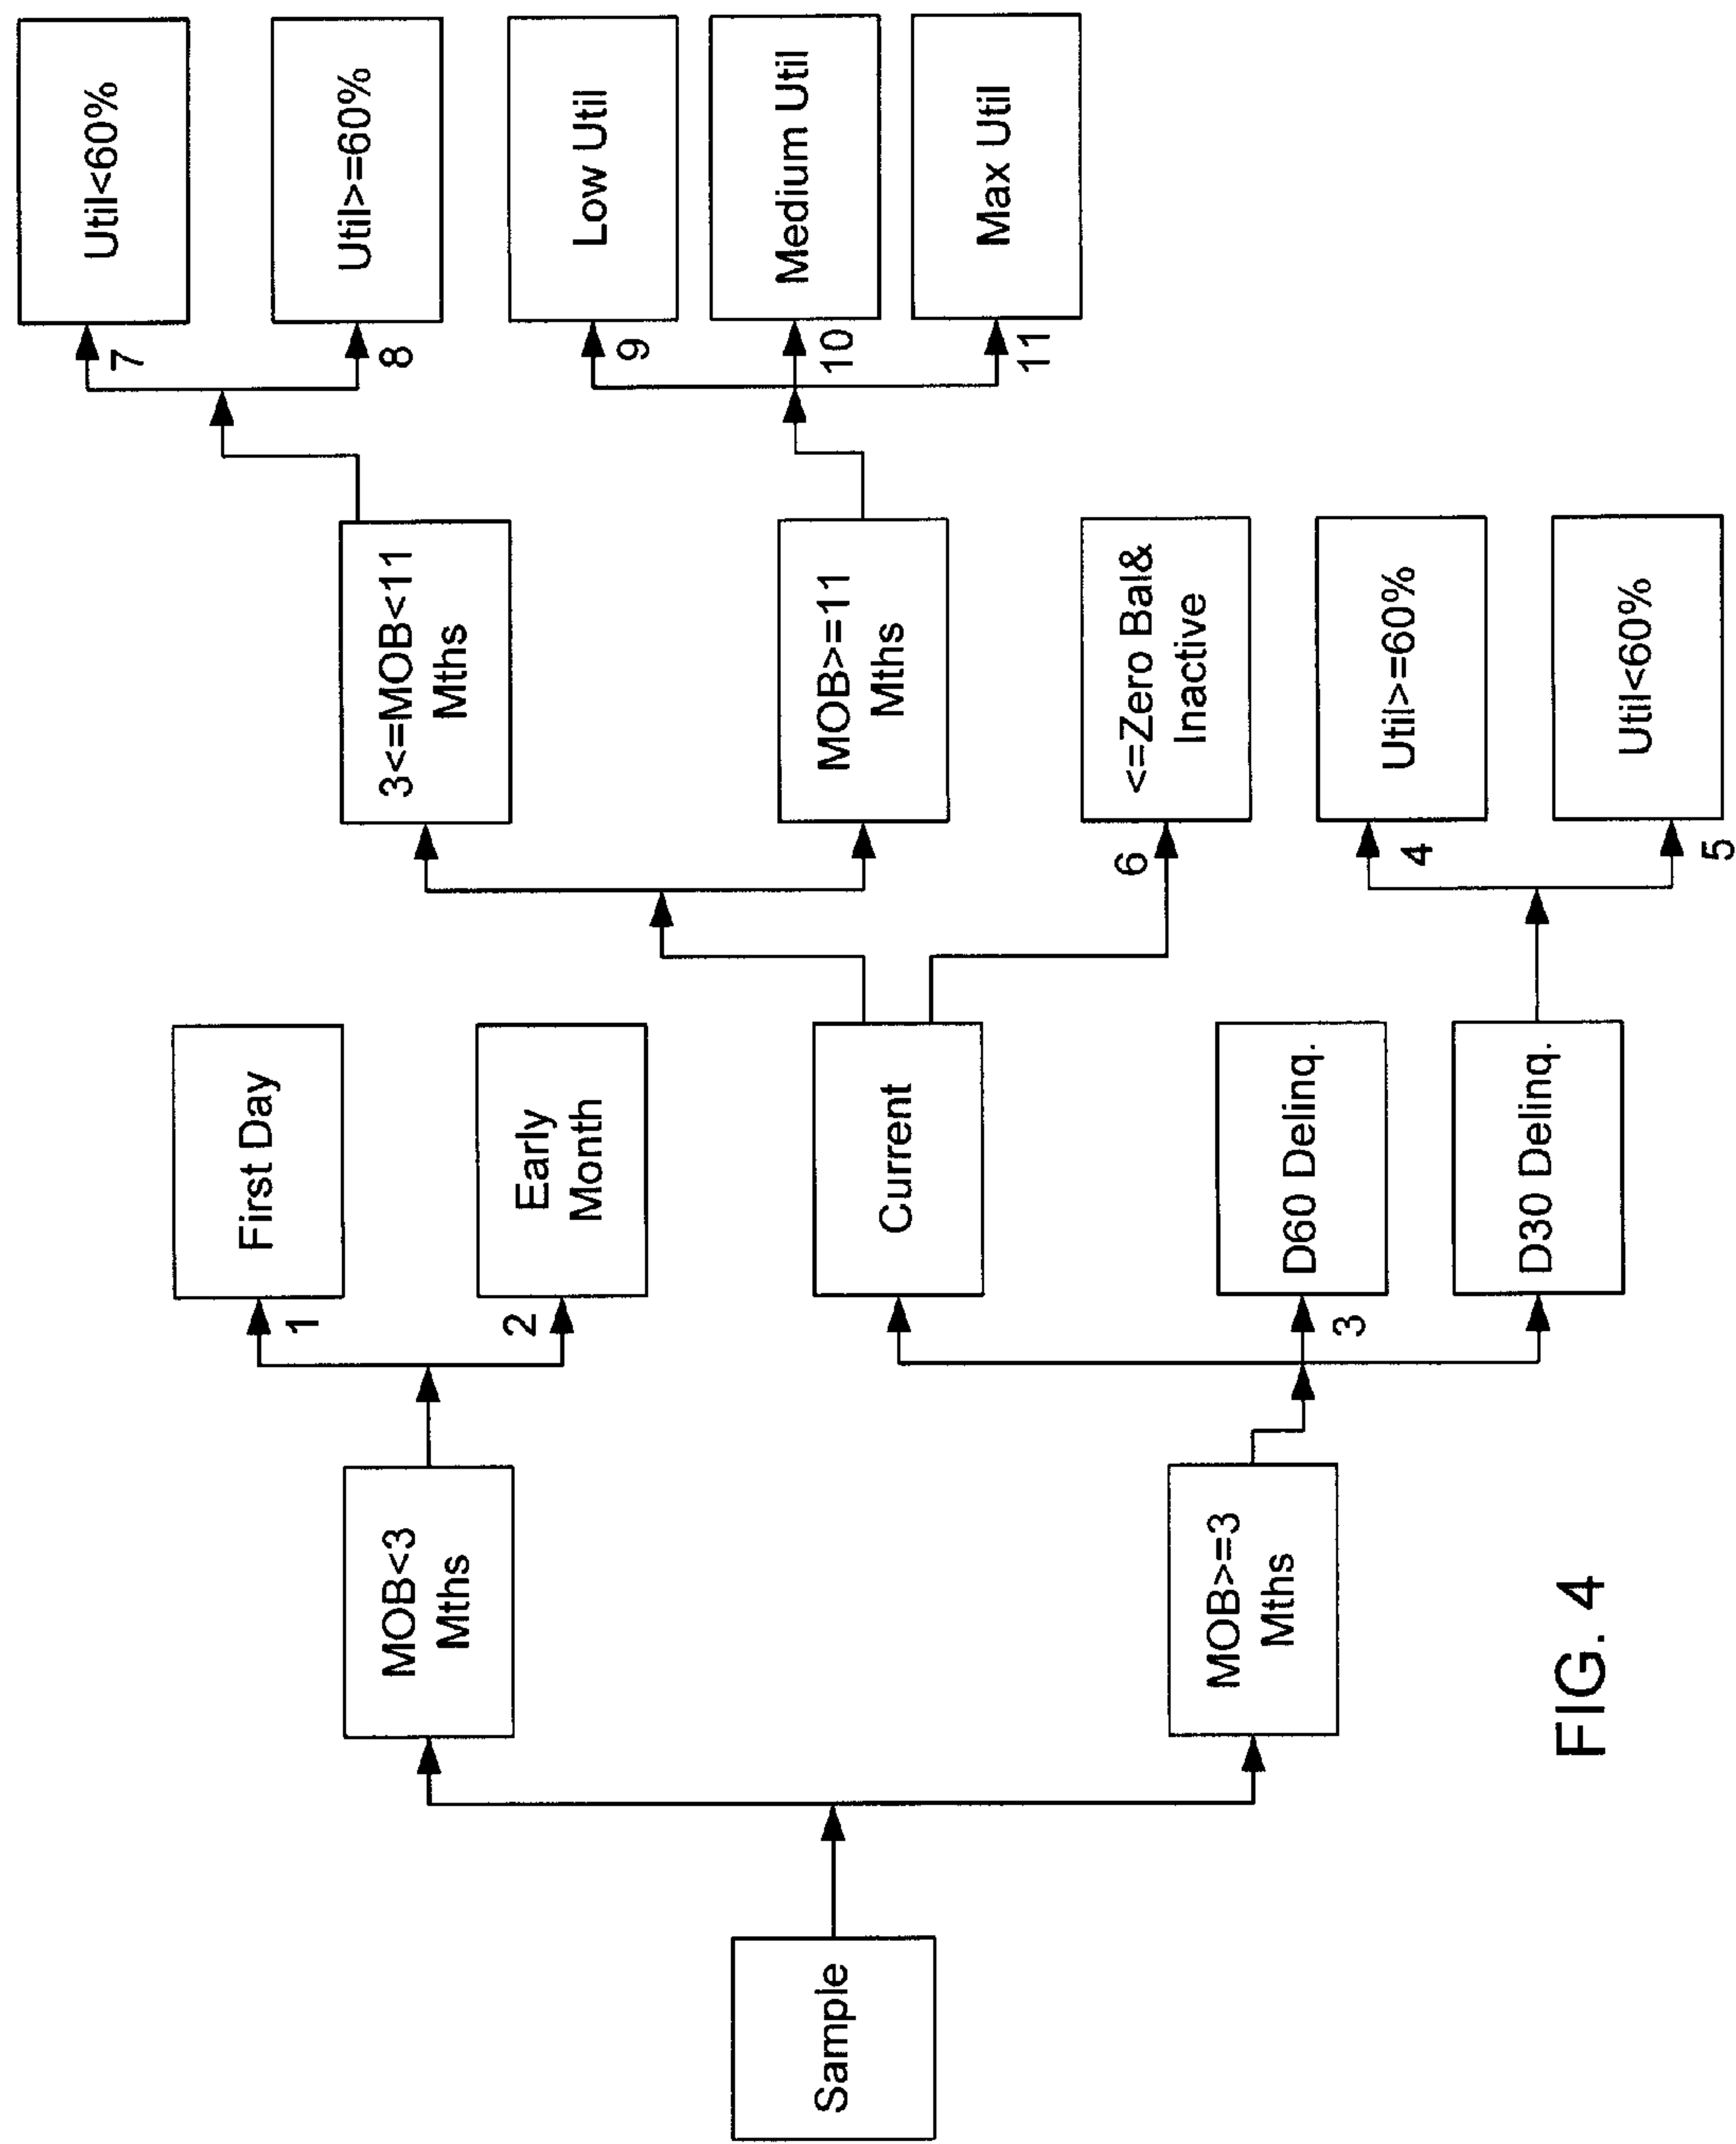 Sample
MOB<3
Mths
MOB>=3
Mths
1
First Day
2
Early
Month
Current
3
D60 Delinq.
D30 Delinq.
3<=MOB<11
Mths
MOB>=11
Mths
6
<=Zero Bal&
Inactive
4
Util>=60%
5
Util<60%
7
Util<60%
8
Util>=60%
9
Low Util
10
Medium Util
11
Max Util
FIG. 4